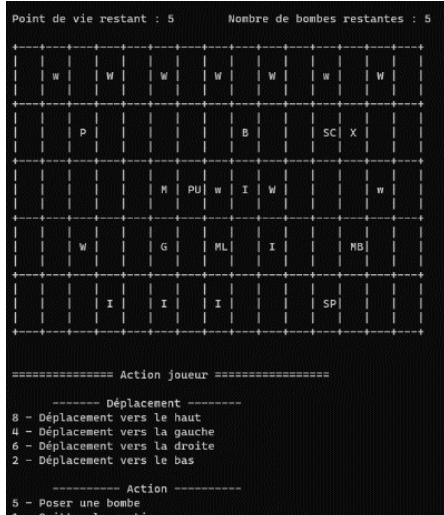 Point de vie restant : 5 Nombre de bombes restantes : 5
+---+---+---+---+---+---+---+---+---+---+---+---+---+---+---+
| | w | | W | | W | | W | | W | | w | | W | |
+---+---+---+---+---+---+---+---+---+---+---+---+---+---+---+
| | | P | | | | | | B | | | SC| X | | |
+---+---+---+---+---+---+---+---+---+---+---+---+---+---+---+
| | | | | | M | PU| w | I | W | | | | w | |
+---+---+---+---+---+---+---+---+---+---+---+---+---+---+---+
| | | W | | | G | | ML| | I | | | MB| | |
+---+---+---+---+---+---+---+---+---+---+---+---+---+---+---+
| | | | I | | I | | I | | | | SP| | | |
+---+---+---+---+---+---+---+---+---+---+---+---+---+---+---+
=============== Action joueur =================
------- Déplacement --------
8 - Déplacement vers le haut
4 - Déplacement vers la gauche
6 - Déplacement vers la droite
2 - Déplacement vers le bas
---------- Action ----------
5 - Poser une bombe